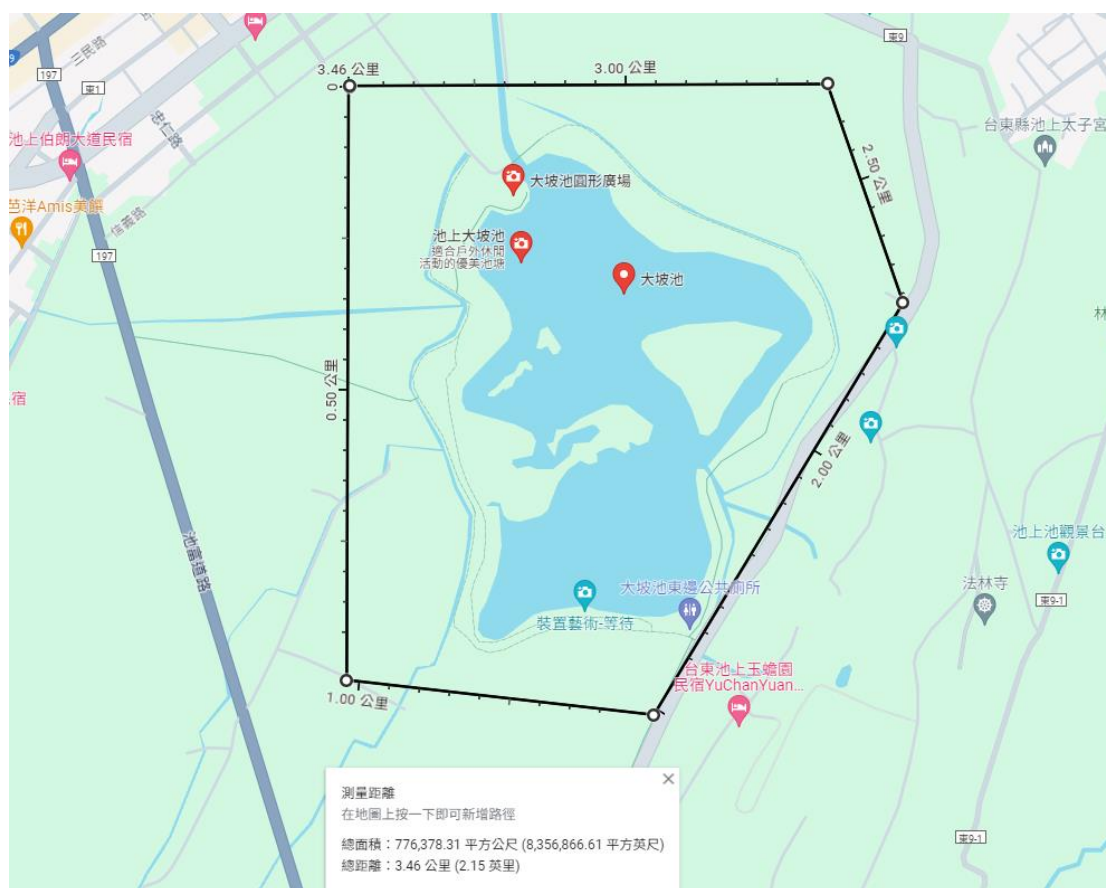 三民路
197
東1
9
忠仁路
池上伯朗大道民宿
芭洋Amis美饌
信義路
197
宿
3.46 公里
0
3.00 公里
東9
台東縣池上太子宮
2.50 公里
大坡池圓形廣場
池上大坡池
適合戶外休閒
活動的優美池塘
大坡池
林
0.50 公里
2.00 公里
池富道路
池上池觀景台
法林寺
東9-1
大坡池東邊公共廁所
裝置藝術-等待
台東池上玉蟾園
民宿YuChanYuan...
1.00 公里
測量距離
在地圖上按一下即可新增路徑
總面積：776,378.31 平方公尺 (8,356,866.61 平方英尺)
總距離：3.46 公里 (2.15 英里)
東9-1